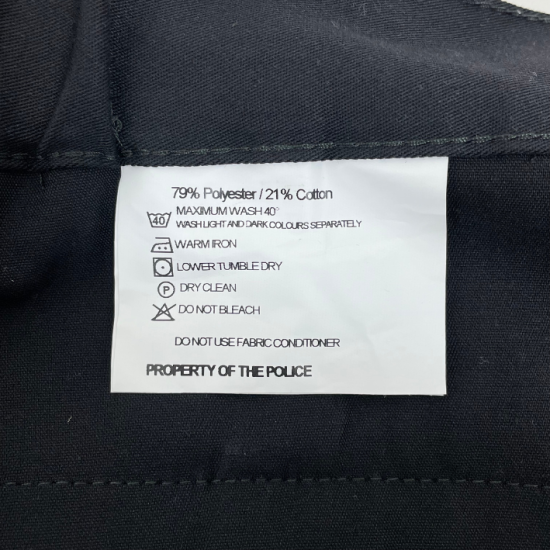 79% Polyester / 21% Cotton
40
MAXIMUM WASH 40°
WASH LIGHT AND DARK COLOURS SEPARATELY
WARM IRON
LOWER TUMBLE DRY
P
DRY CLEAN
DO NOT BLEACH
DO NOT USE FABRIC CONDITIONER
PROPERTY OF THE POLICE